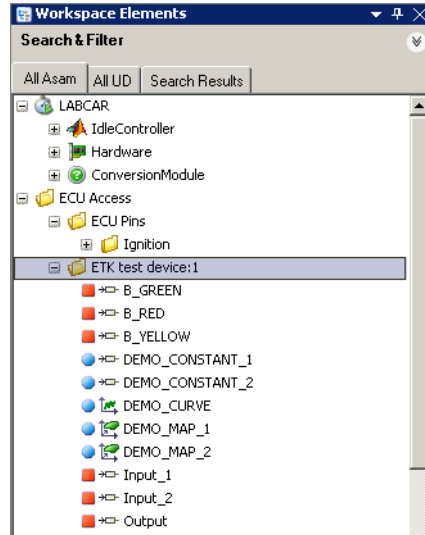 Workspace Elements
Search & Filter
All Asam All UD Search Results
LABCAR
IdleController
Hardware
ConversionModule
ECU Access
ECU Pins
Ignition
ETK test device:1
B_GREEN
B_RED
B_YELLOW
DEMO_CONSTANT_1
DEMO_CONSTANT_2
DEMO_CURVE
DEMO_MAP_1
DEMO_MAP_2
Input_1
Input_2
Output